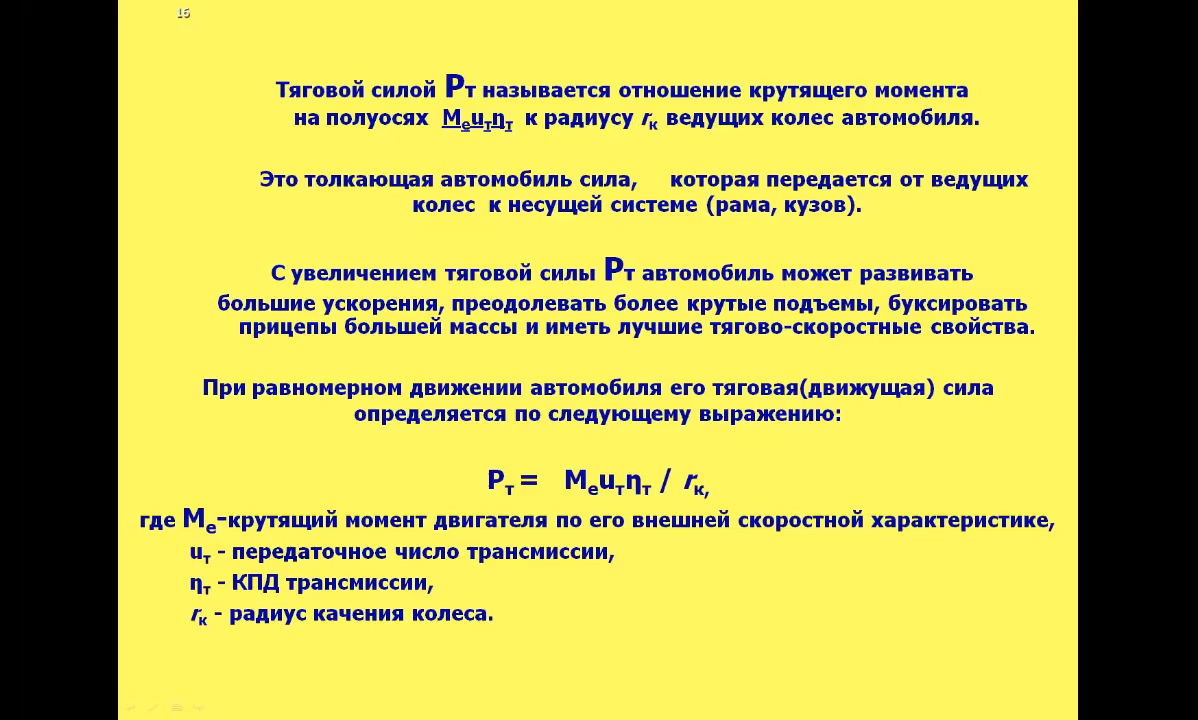 16
Тяговой силой Рт называется отношение крутящего момента
на полуосях Меuтηт к радиусу rк ведущих колес автомобиля.
Это толкающая автомобиль сила, которая передается от ведущих
колес к несущей системе (рама, кузов).
С увеличением тяговой силы Рт автомобиль может развивать
большие ускорения, преодолевать более крутые подъемы, буксировать
прицепы большей массы и иметь лучшие тягово-скоростные свойства.
При равномерном движении автомобиля его тяговая(движущая) сила
определяется по следующему выражению:
Рт = Меuтηт / rк,
где Ме-крутящий момент двигателя по его внешней скоростной характеристике,
uт - передаточное число трансмиссии,
ηт - КПД трансмиссии,
rк - радиус качения колеса.